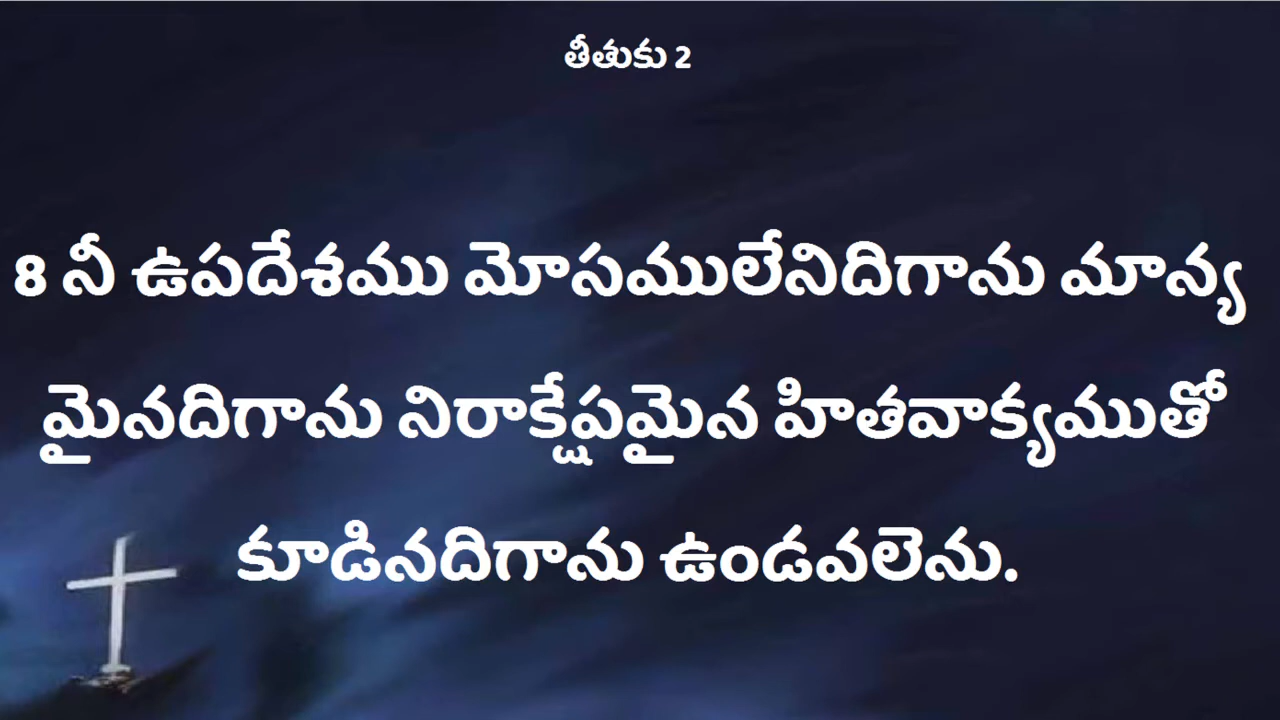 తీతుకు 2
8 నీ ఉపదేశము మోసములేనిదిగాను మాన్య
మైనదిగాను నిరాక్షేపమైన హితవాక్యముతో
కూడినదిగాను ఉండవలెను.